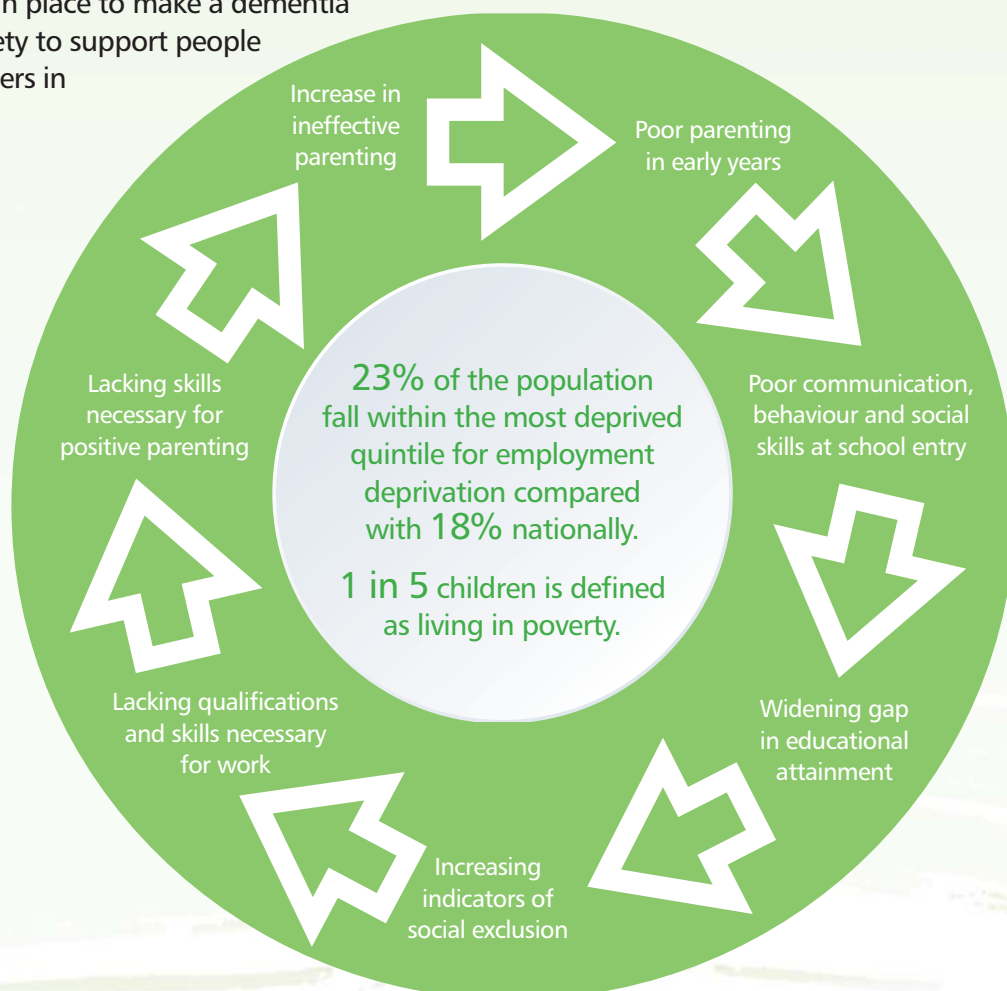 n place to make a dementia
ety to support people
ers in
Increase in
ineffective
parenting
Poor parenting
in early years
Poor communication,
behaviour and social
skills at school entry
Widening gap
in educational
attainment
Increasing
indicators of
social exclusion
Lacking qualifications
and skills necessary
for work
Lacking skills
necessary for
positive parenting
23% of the population
fall within the most deprived
quintile for employment
deprivation compared
with 18% nationally.
1 in 5 children is defined
as living in poverty.